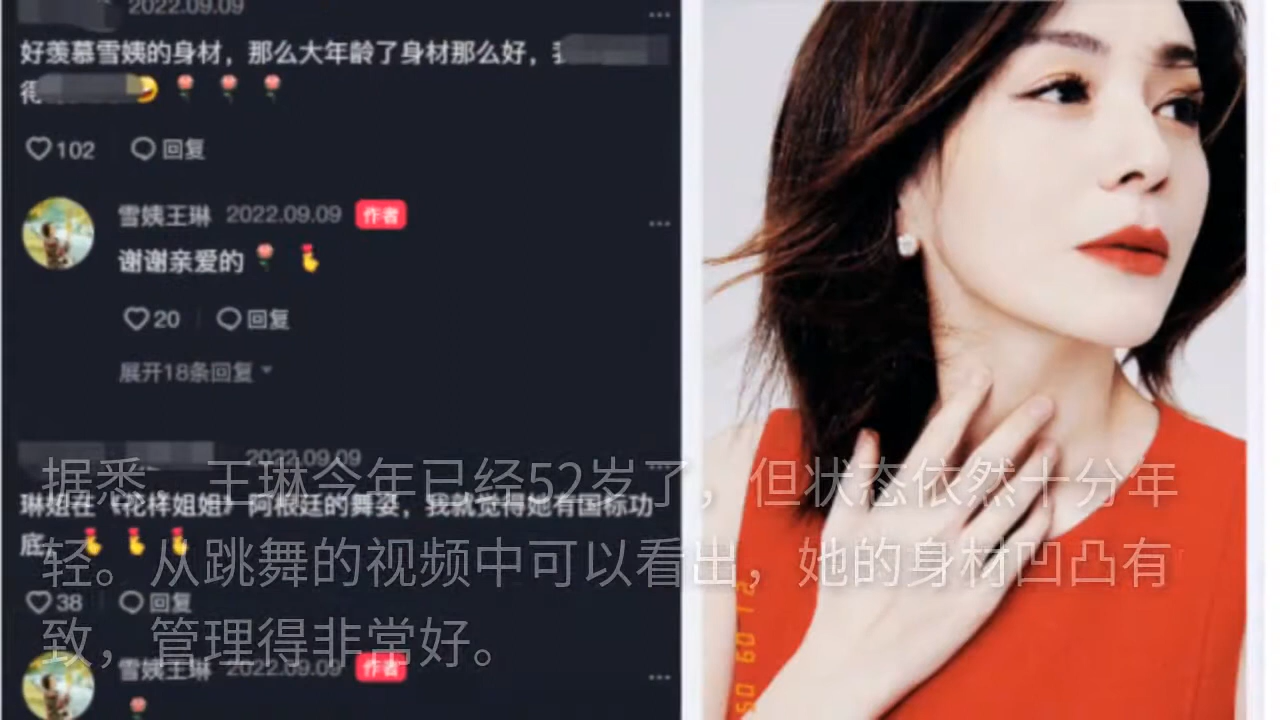 2022.09.09
好羡慕雪姨的身材，那么大年龄了身材那么好，
102 回复
雪姨王琳 2022.09.09 作者
谢谢亲爱的
20 回复
展开18条回复
2022.09.09
琳姐在《花样姐姐》阿根廷的舞姿，我就觉得她有国标功
底，
38 回复
雪姨王琳 2022.09.09 作者
据悉，王琳今年已经52岁了，但状态依然十分年
轻。从跳舞的视频中可以看出，她的身材凹凸有
致，管理得非常好。